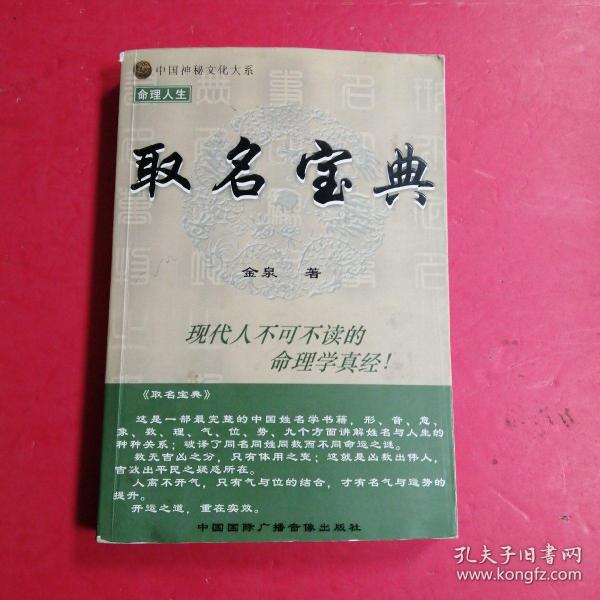 中国神秘文化大系
命理人生
取名宝典
金泉 著
现代人不可不读的
命理学真经!
《取名宝典》
这是一部最完整的中国姓名学书籍,形、音、意、
象、数、理、气、位、势、九个方面讲解姓名与人生的
种种关系;破译了同名同姓同数而不同命运之谜。
数无吉凶之分,只有体用之变;这就是凶数出伟人,
吉数出平民之疑惑所在。
人离不开气,只有气与位的结合,才有名气与运势的
提升。
开运之道,重在实效。
中国国际广播音像出版社
孔夫子旧书网
www.kongfz.com